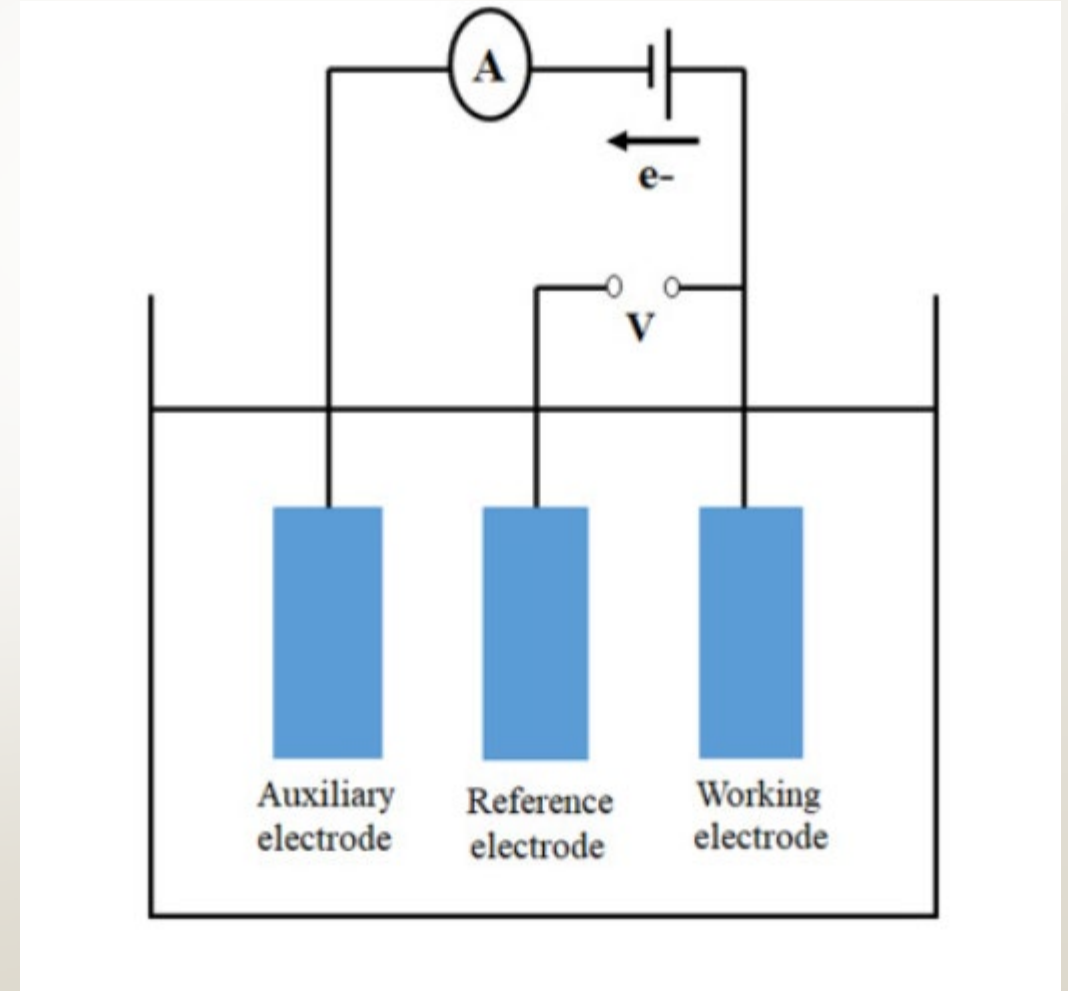 A
e-
V
Auxiliary
electrode
Reference
electrode
Working
electrode